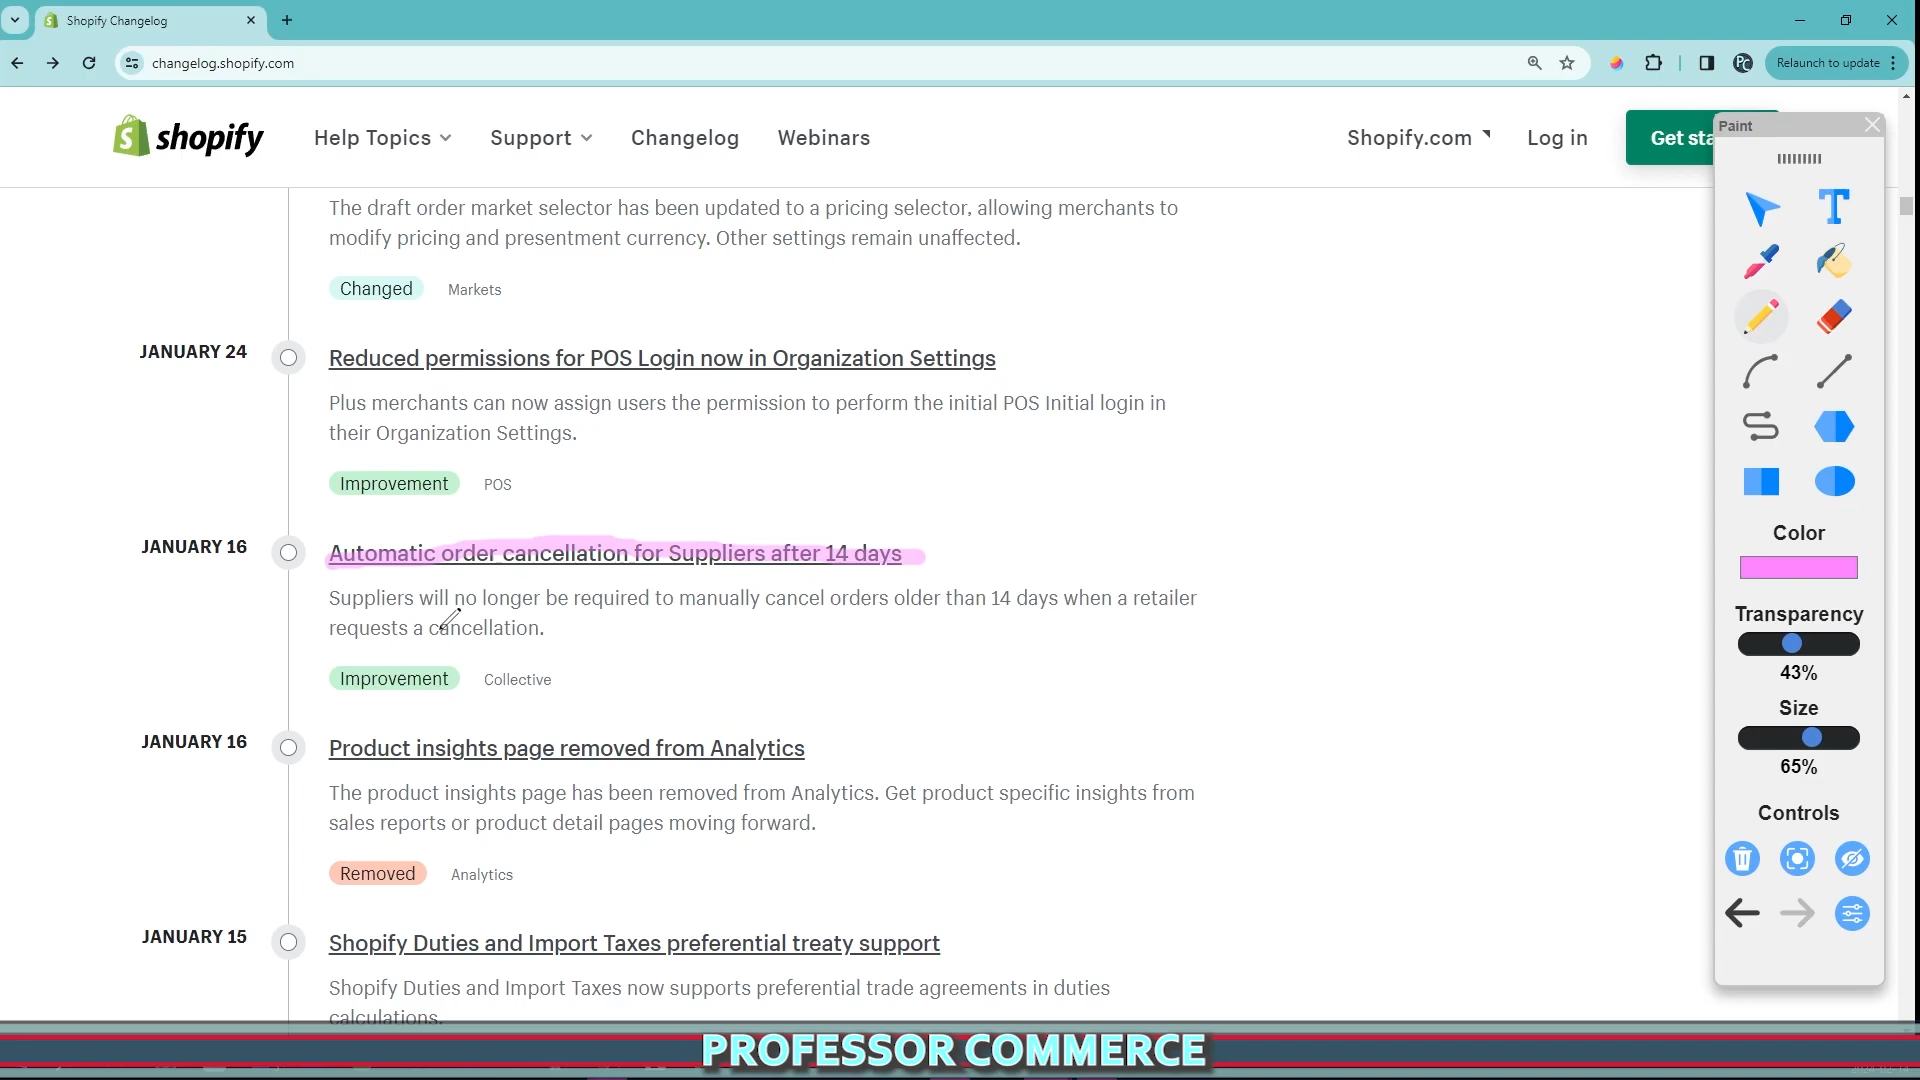 Shopify Changelog
changelog.shopify.com
PC
Relaunch to update
shopify
Help Topics
Support
Changelog
Webinars
Shopify.com
Log in
Get sta
The draft order market selector has been updated to a pricing selector, allowing merchants to
modify pricing and presentment currency. Other settings remain unaffected.
Changed
Markets
JANUARY 24
Reduced permissions for POS Login now in Organization Settings
Plus merchants can now assign users the permission to perform the initial POS Initial login in
their Organization Settings.
Improvement
POS
JANUARY 16
Automatic order cancellation for Suppliers after 14 days
Suppliers will no longer be required to manually cancel orders older than 14 days when a retailer
requests a cancellation.
Improvement
Collective
JANUARY 16
Product insights page removed from Analytics
The product insights page has been removed from Analytics. Get product specific insights from
sales reports or product detail pages moving forward.
Removed
Analytics
JANUARY 15
Shopify Duties and Import Taxes preferential treaty support
Shopify Duties and Import Taxes now supports preferential trade agreements in duties
calculations.
Paint
T
Color
Transparency
43%
Size
65%
Controls
PROFESSOR COMMERCE